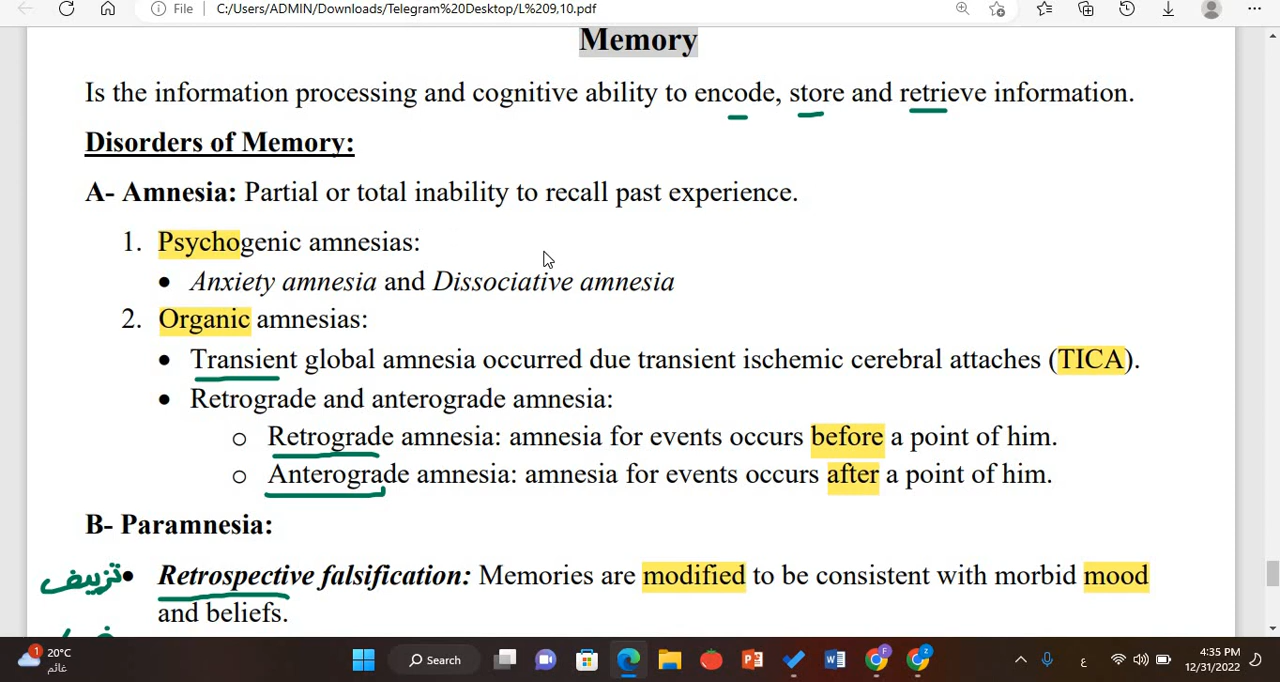 File
C:/Users/ADMIN/Downloads/Telegram%20Desktop/L%209,10.pdf
Memory
Is the information processing and cognitive ability to encode, store and retrieve information.
Disorders of Memory:
A- Amnesia: Partial or total inability to recall past experience.
1. Psychogenic amnesias:
• Anxiety amnesia and Dissociative amnesia
2. Organic amnesias:
• Transient global amnesia occurred due transient ischemic cerebral attaches (TICA).
• Retrograde and anterograde amnesia:
o Retrograde amnesia: amnesia for events occurs before a point of him.
o Anterograde amnesia: amnesia for events occurs after a point of him.
B- Paramnesia:
تزييف
• Retrospective falsification: Memories are modified to be consistent with morbid mood
and beliefs.
1
20°C
غائم
Search
ع
4:35 PM
12/31/2022